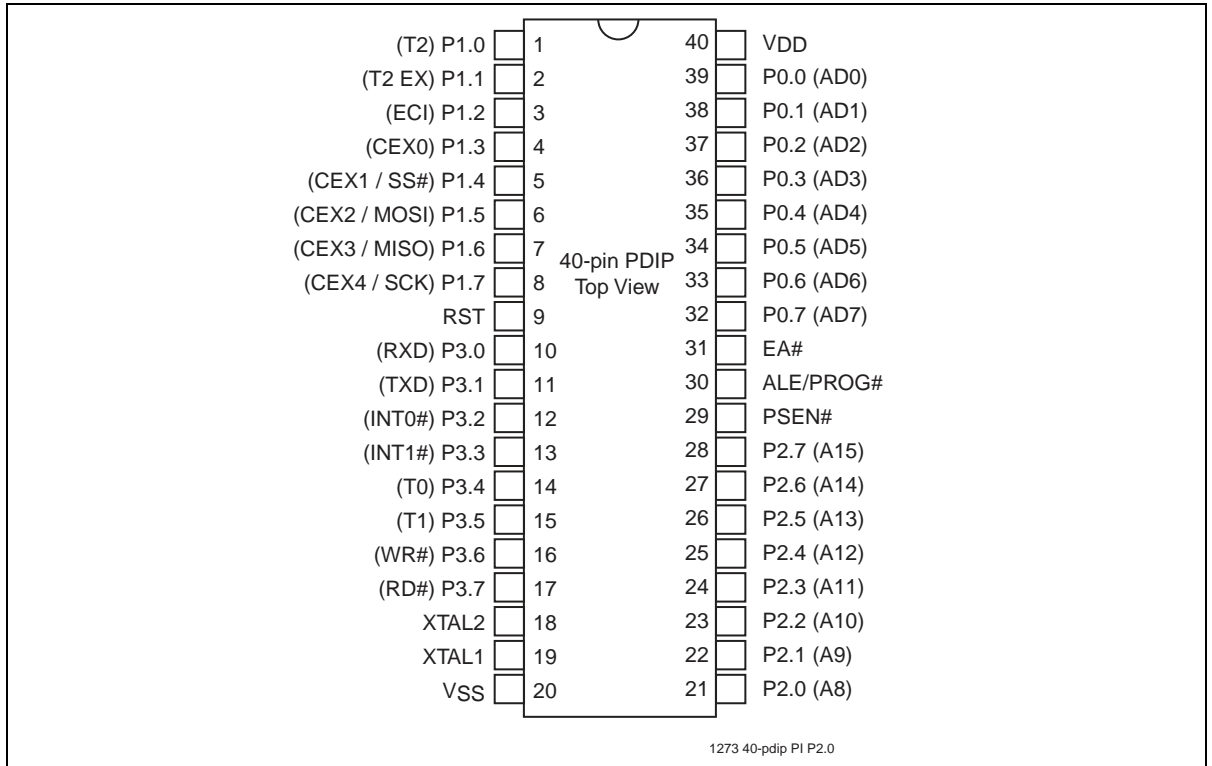 (T2) P1.0 1 40 VDD
(T2 EX) P1.1 2 39 P0.0 (AD0)
(ECI) P1.2 3 38 P0.1 (AD1)
(CEX0) P1.3 4 37 P0.2 (AD2)
(CEX1 / SS#) P1.4 5 36 P0.3 (AD3)
(CEX2 / MOSI) P1.5 6 35 P0.4 (AD4)
(CEX3 / MISO) P1.6 7 34 P0.5 (AD5)
40-pin PDIP
(CEX4 / SCK) P1.7 8 Top View 33 P0.6 (AD6)
RST 9 32 P0.7 (AD7)
(RXD) P3.0 10 31 EA#
(TXD) P3.1 11 30 ALE/PROG#
(INT0#) P3.2 12 29 PSEN#
(INT1#) P3.3 13 28 P2.7 (A15)
(T0) P3.4 14 27 P2.6 (A14)
(T1) P3.5 15 26 P2.5 (A13)
(WR#) P3.6 16 25 P2.4 (A12)
(RD#) P3.7 17 24 P2.3 (A11)
XTAL2 18 23 P2.2 (A10)
XTAL1 19 22 P2.1 (A9)
VSS 20 21 P2.0 (A8)
1273 40-pdip PI P2.0